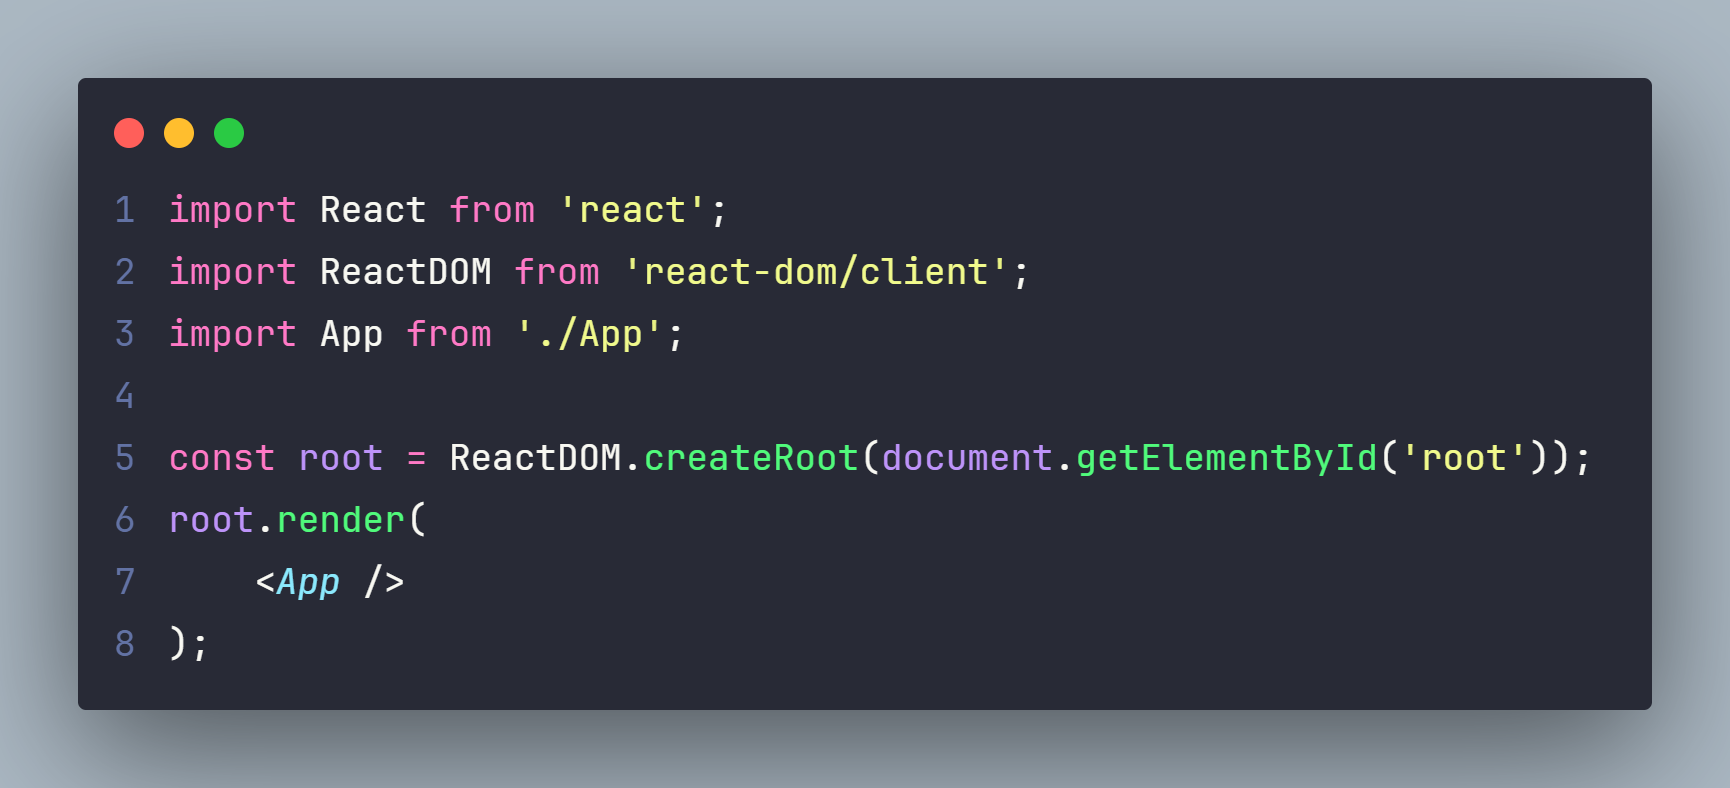 1 import React from 'react';
2 import ReactDOM from 'react-dom/client';
3 import App from './App';
4
5 const root = ReactDOM.createRoot(document.getElementById('root'));
6 root.render(
7     <App />
8 );